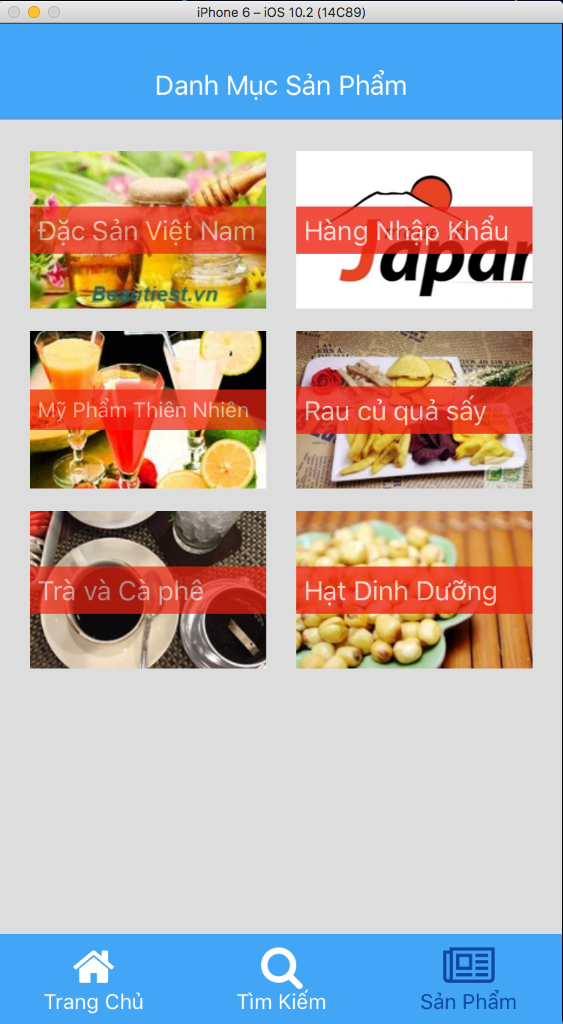 iPhone 6 – iOS 10.2 (14C89)
Danh Mục Sản Phẩm
Đặc Sản Việt Nam
Beautiest.vn
Hàng Nhập Khẩu
Japan
Mỹ Phẩm Thiên Nhiên
Rau củ quả sấy
Trà và Cà phê
Hạt Dinh Dưỡng
Trang Chủ
Tìm Kiếm
Sản Phẩm